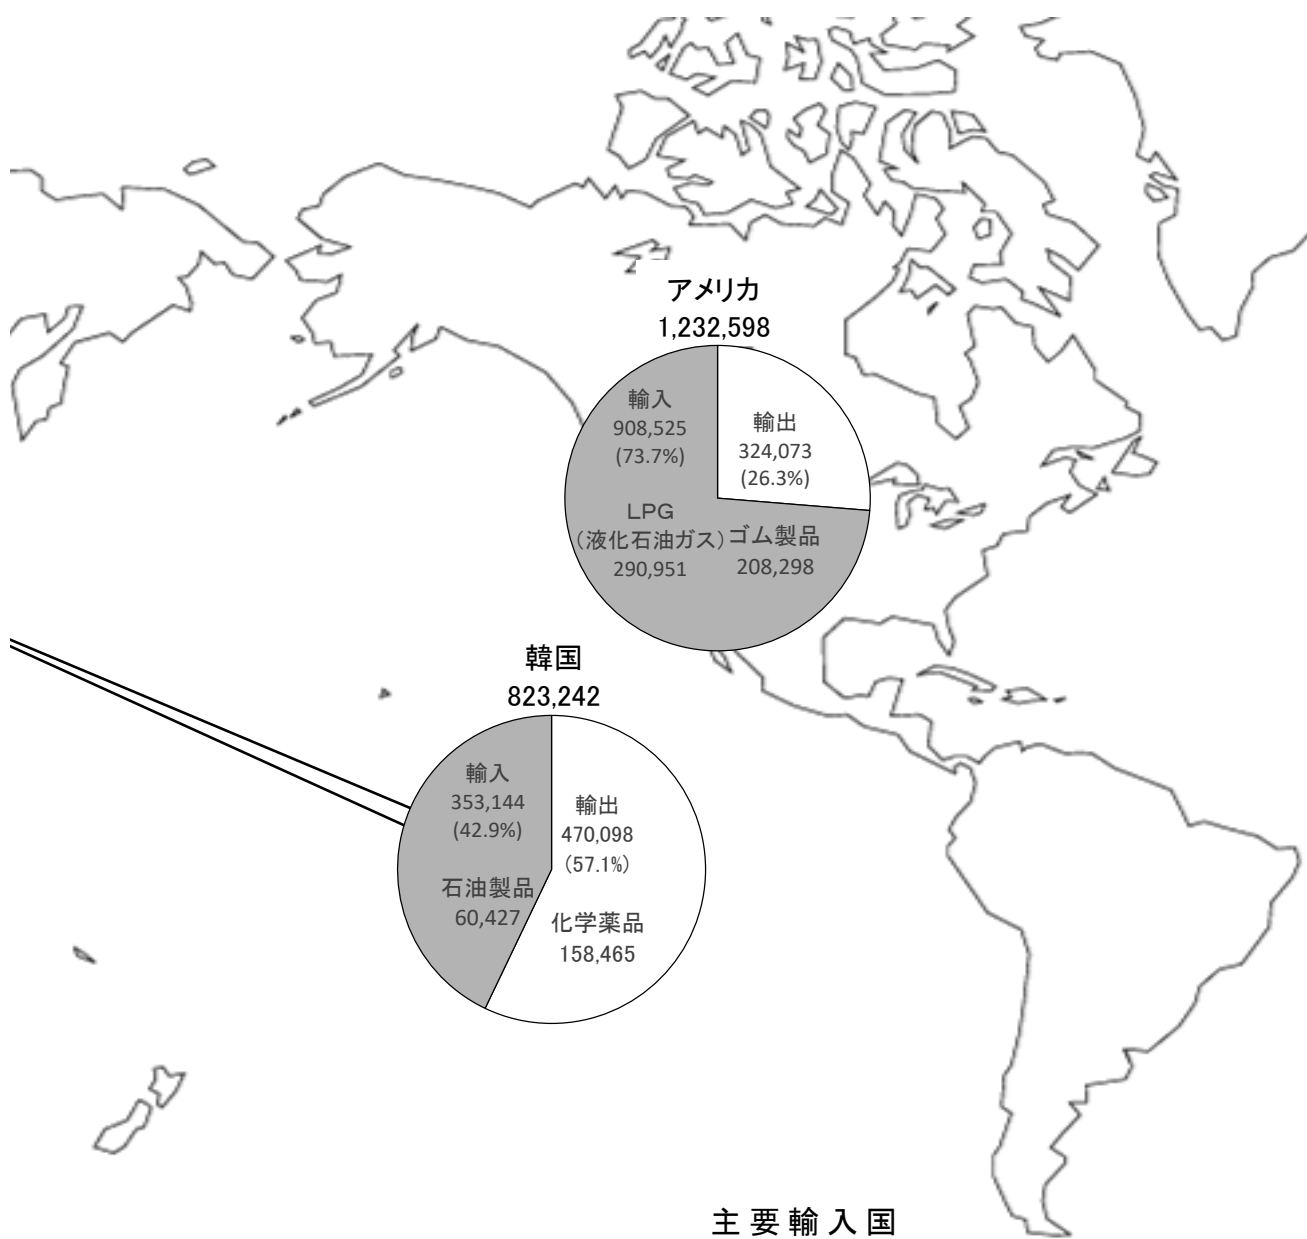 アメリカ
1,232,598
輸入
908,525
(73.7%)
輸出
324,073
(26.3%)
LPG
(液化石油ガス)
290,951
ゴム製品
208,298
韓国
823,242
輸入
353,144
(42.9%)
輸出
470,098
(57.1%)
石油製品
60,427
化学薬品
158,465
主要輸入国